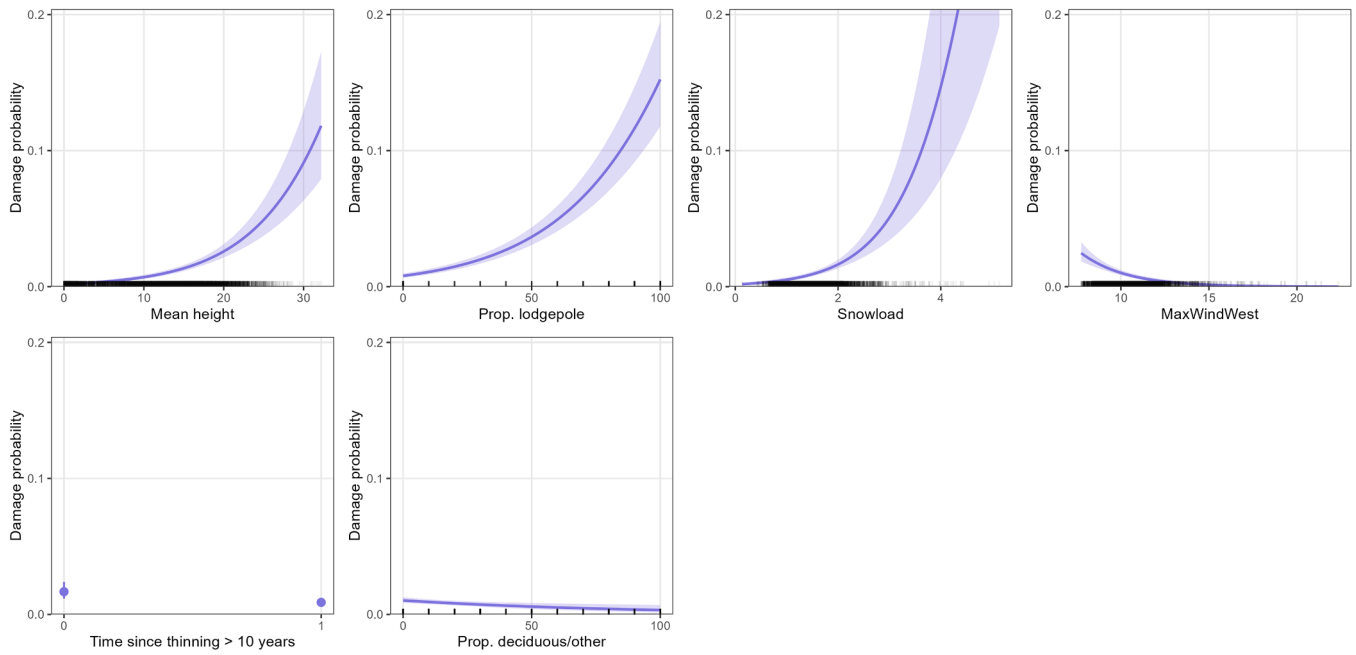 Damage probability
0.2
0.1
0.0
0 10 20 30
Mean height
Damage probability
0.2
0.1
0.0
0 50 100
Prop. lodgepole
Damage probability
0.2
0.1
0.0
0 2 4
Snowload
Damage probability
0.2
0.1
0.0
10 15 20
MaxWindWest
Damage probability
0.2
0.1
0.0
0 1
Time since thinning > 10 years
Damage probability
0.2
0.1
0.0
0 50 100
Prop. deciduous/other